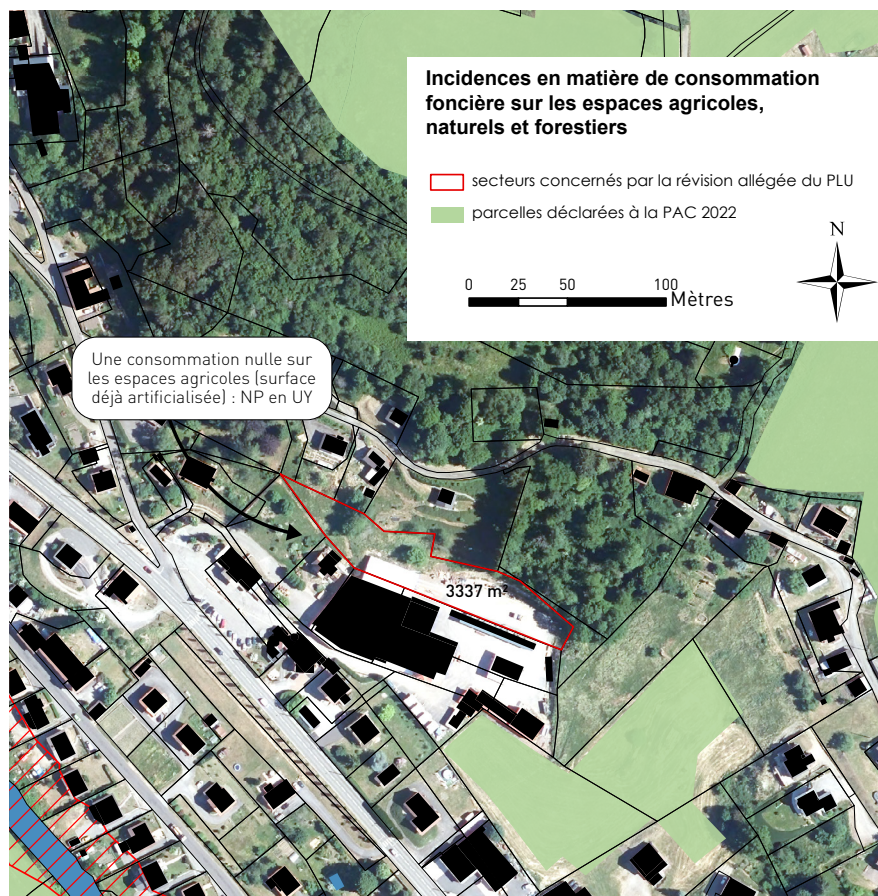 Incidences en matière de consommation
foncière sur les espaces agricoles,
naturels et forestiers
secteurs concernés par la révision allégée du PLU
parcelles déclarées à la PAC 2022
N
0 25 50 100
Mètres
Une consommation nulle sur
les espaces agricoles (surface
déjà artificialisée) : NP en UY
3337 m²